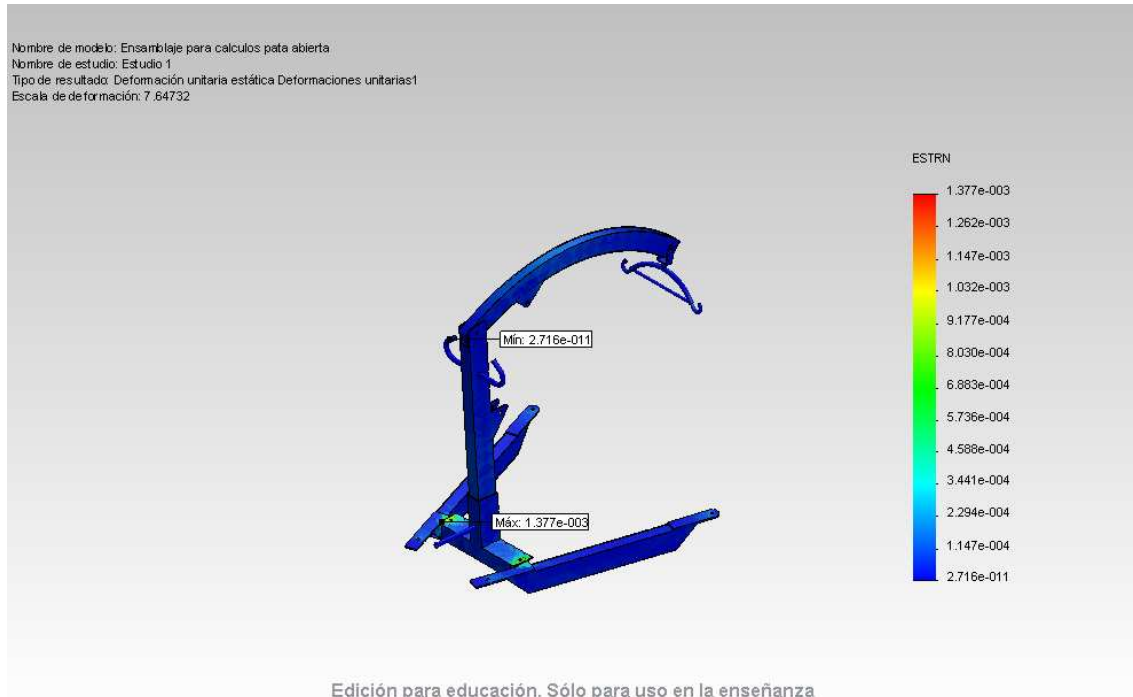 Nombre de modelo: Ensamblaje para calculos pata abierta
Nombre de estudio: Estudio 1
Tipo de resultado: Deformación unitaria estática Deformaciones unitarias1
Escala de deformación: 7.64732
ESTRN
1.377e-003
1.262e-003
1.147e-003
1.032e-003
9.177e-004
8.030e-004
6.883e-004
5.736e-004
4.588e-004
3.441e-004
2.294e-004
1.147e-004
2.716e-011
Mín: 2.716e-011
Máx: 1.377e-003
Edición para educación. Sólo para uso en la enseñanza